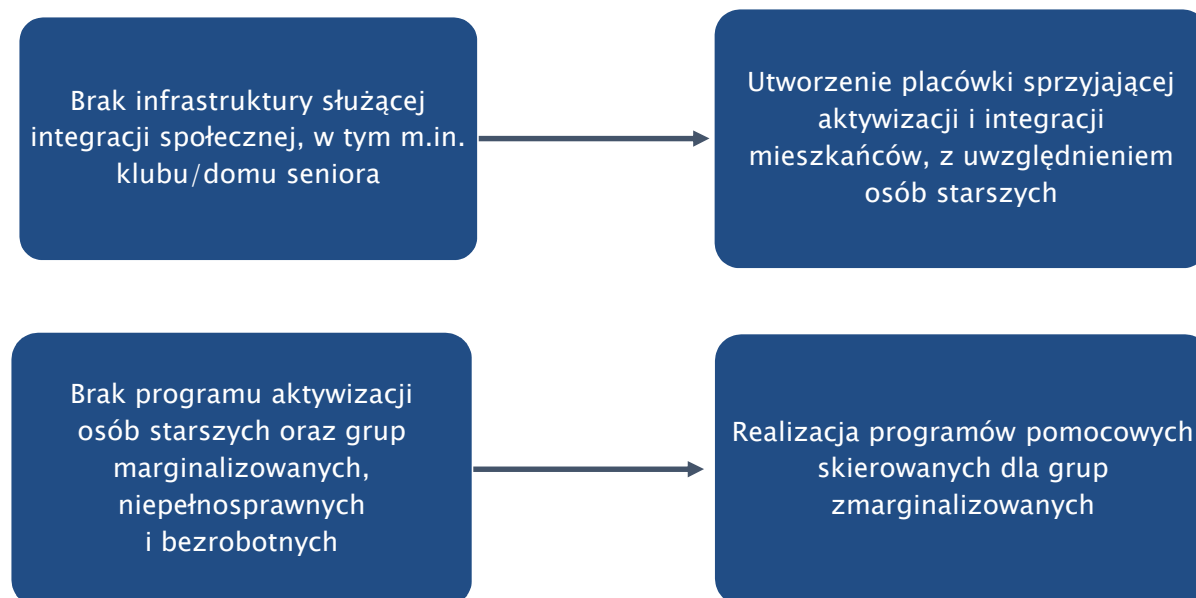 Brak infrastruktury służącej
integracji społecznej, w tym m.in.
klubu/domu seniora
Utworzenie placówki sprzyjającej
aktywizacji i integracji
mieszkańców, z uwzględnieniem
osób starszych
Brak programu aktywizacji
osób starszych oraz grup
marginalizowanych,
niepełnosprawnych
i bezrobotnych
Realizacja programów pomocowych
skierowanych dla grup
zmarginalizowanych